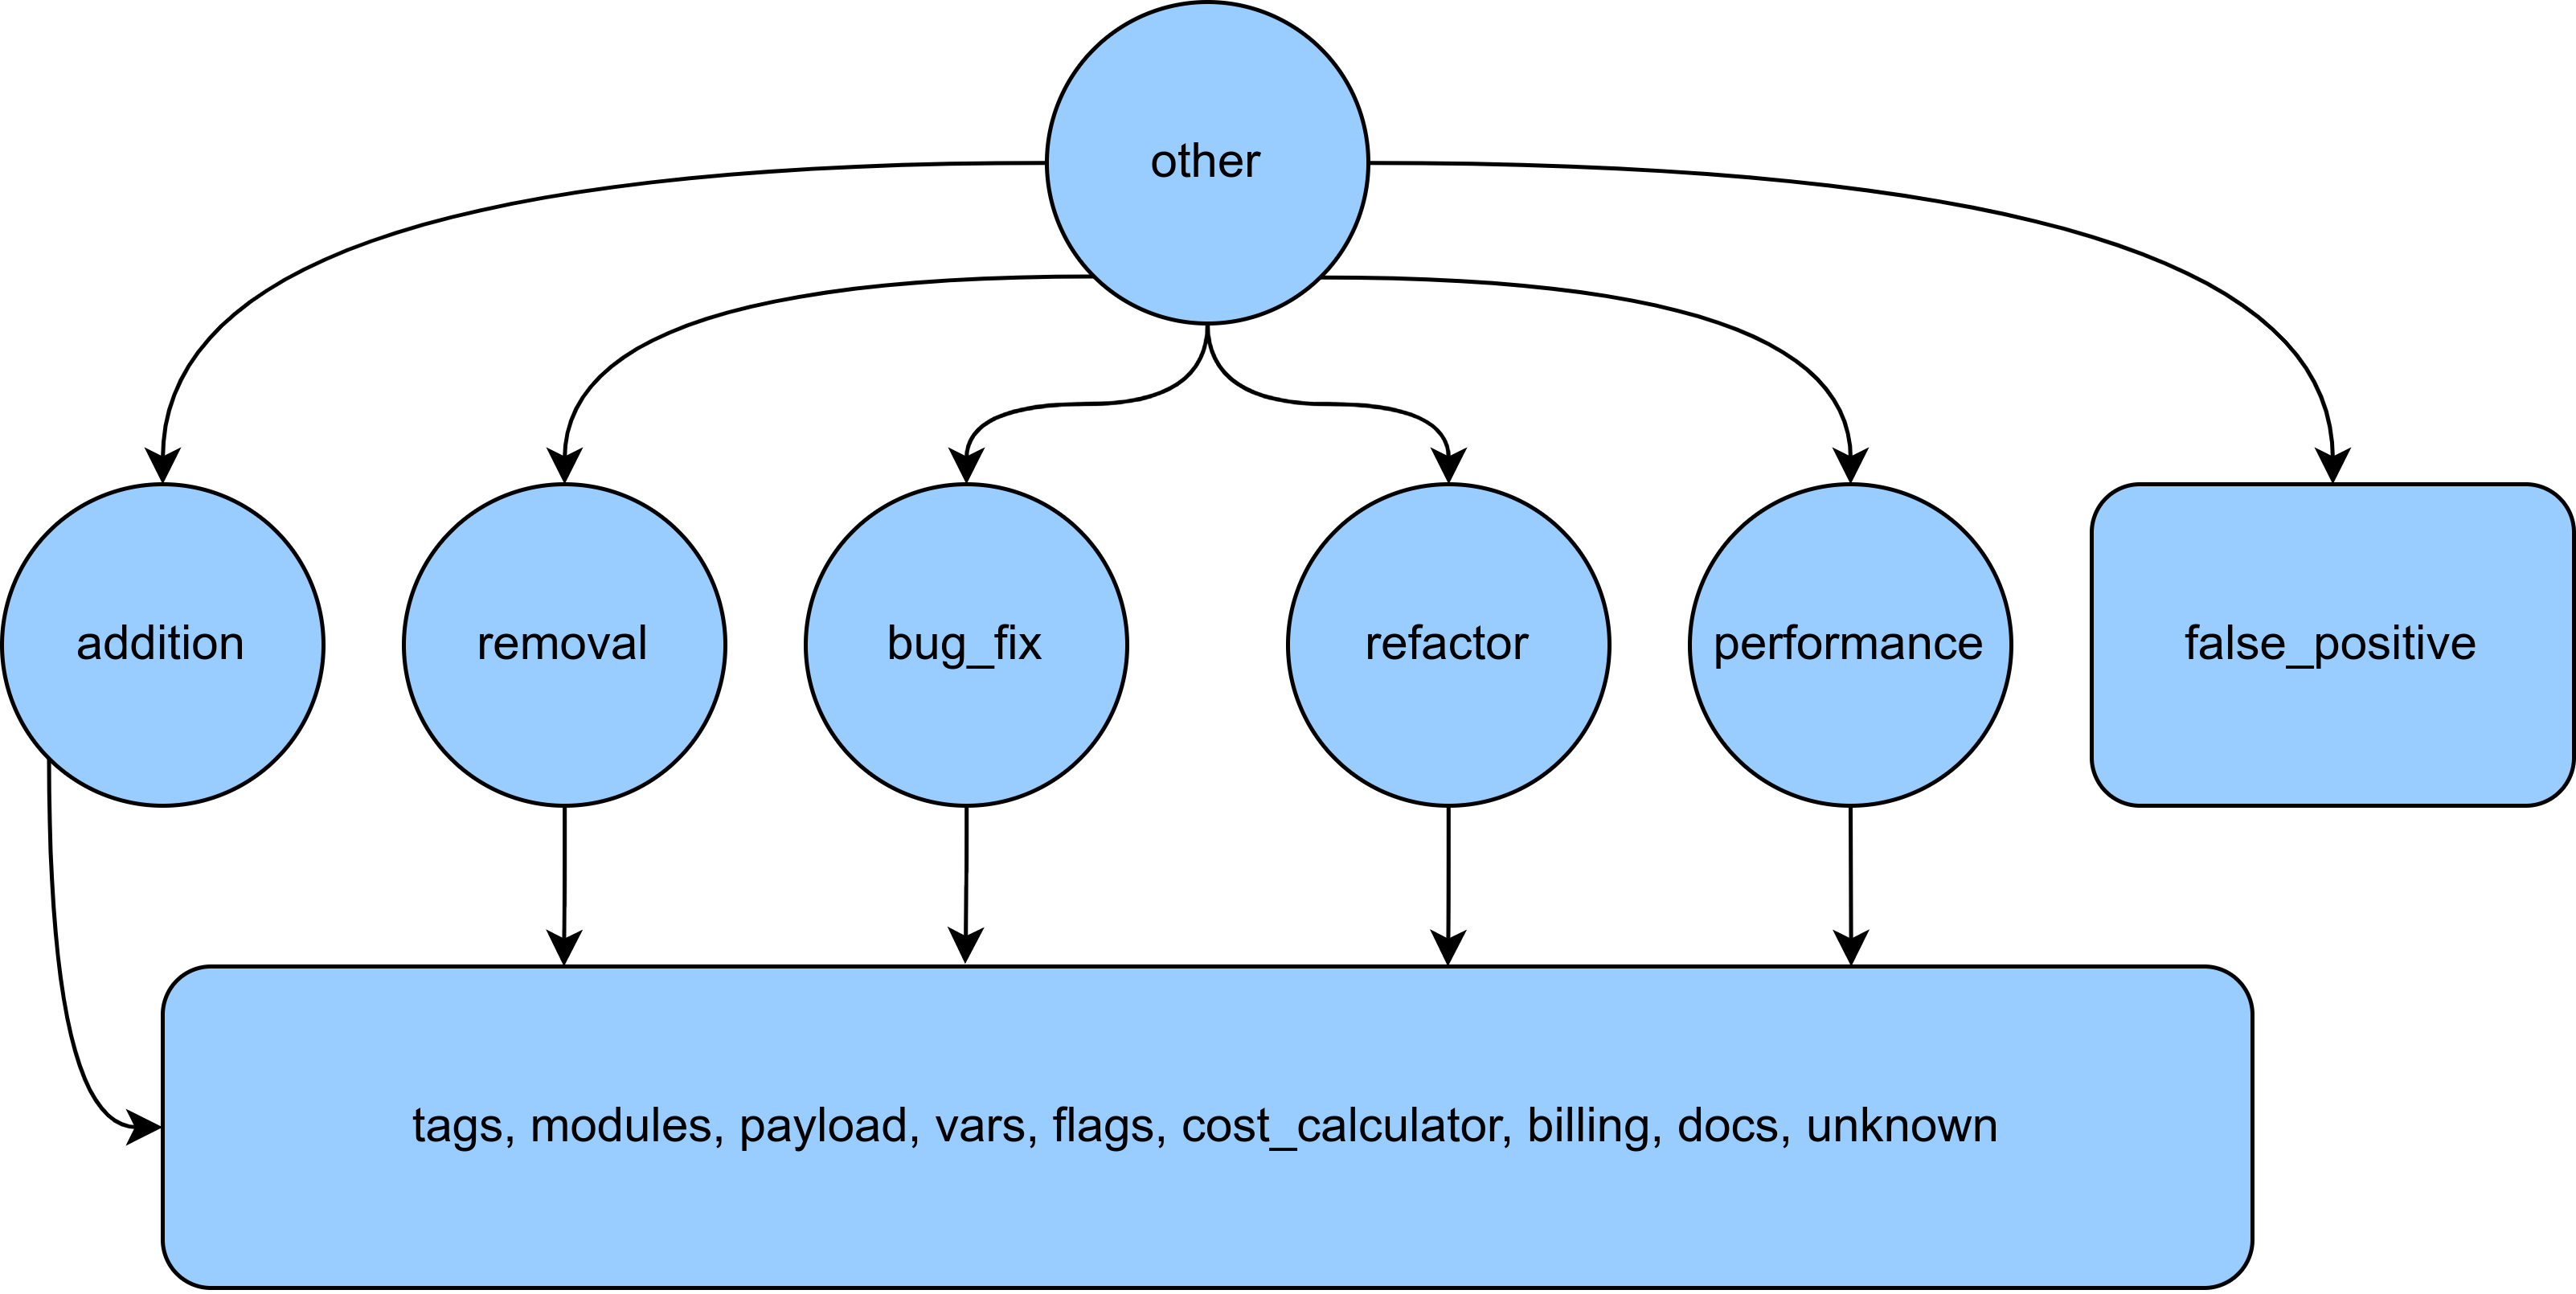 other
addition
removal
bug_fix
refactor
performance
false_positive
tags, modules, payload, vars, flags, cost_calculator, billing, docs, unknown